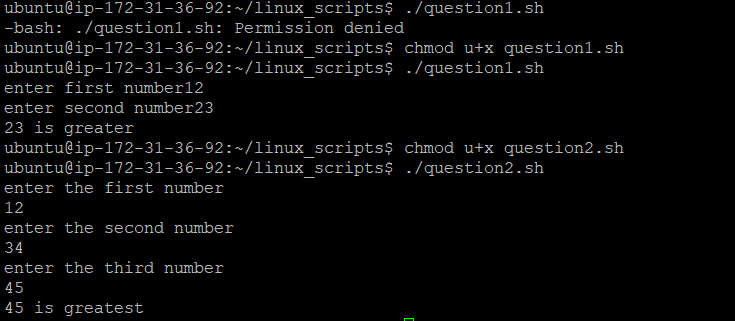 ubuntu@ip-172-31-36-92:~/linux_scripts$ ./question1.sh
-bash: ./question1.sh: Permission denied
ubuntu@ip-172-31-36-92:~/linux_scripts$ chmod u+x question1.sh
ubuntu@ip-172-31-36-92:~/linux_scripts$ ./question1.sh
enter first number12
enter second number23
23 is greater
ubuntu@ip-172-31-36-92:~/linux_scripts$ chmod u+x question2.sh
ubuntu@ip-172-31-36-92:~/linux_scripts$ ./question2.sh
enter the first number
12
enter the second number
34
enter the third number
45
45 is greatest